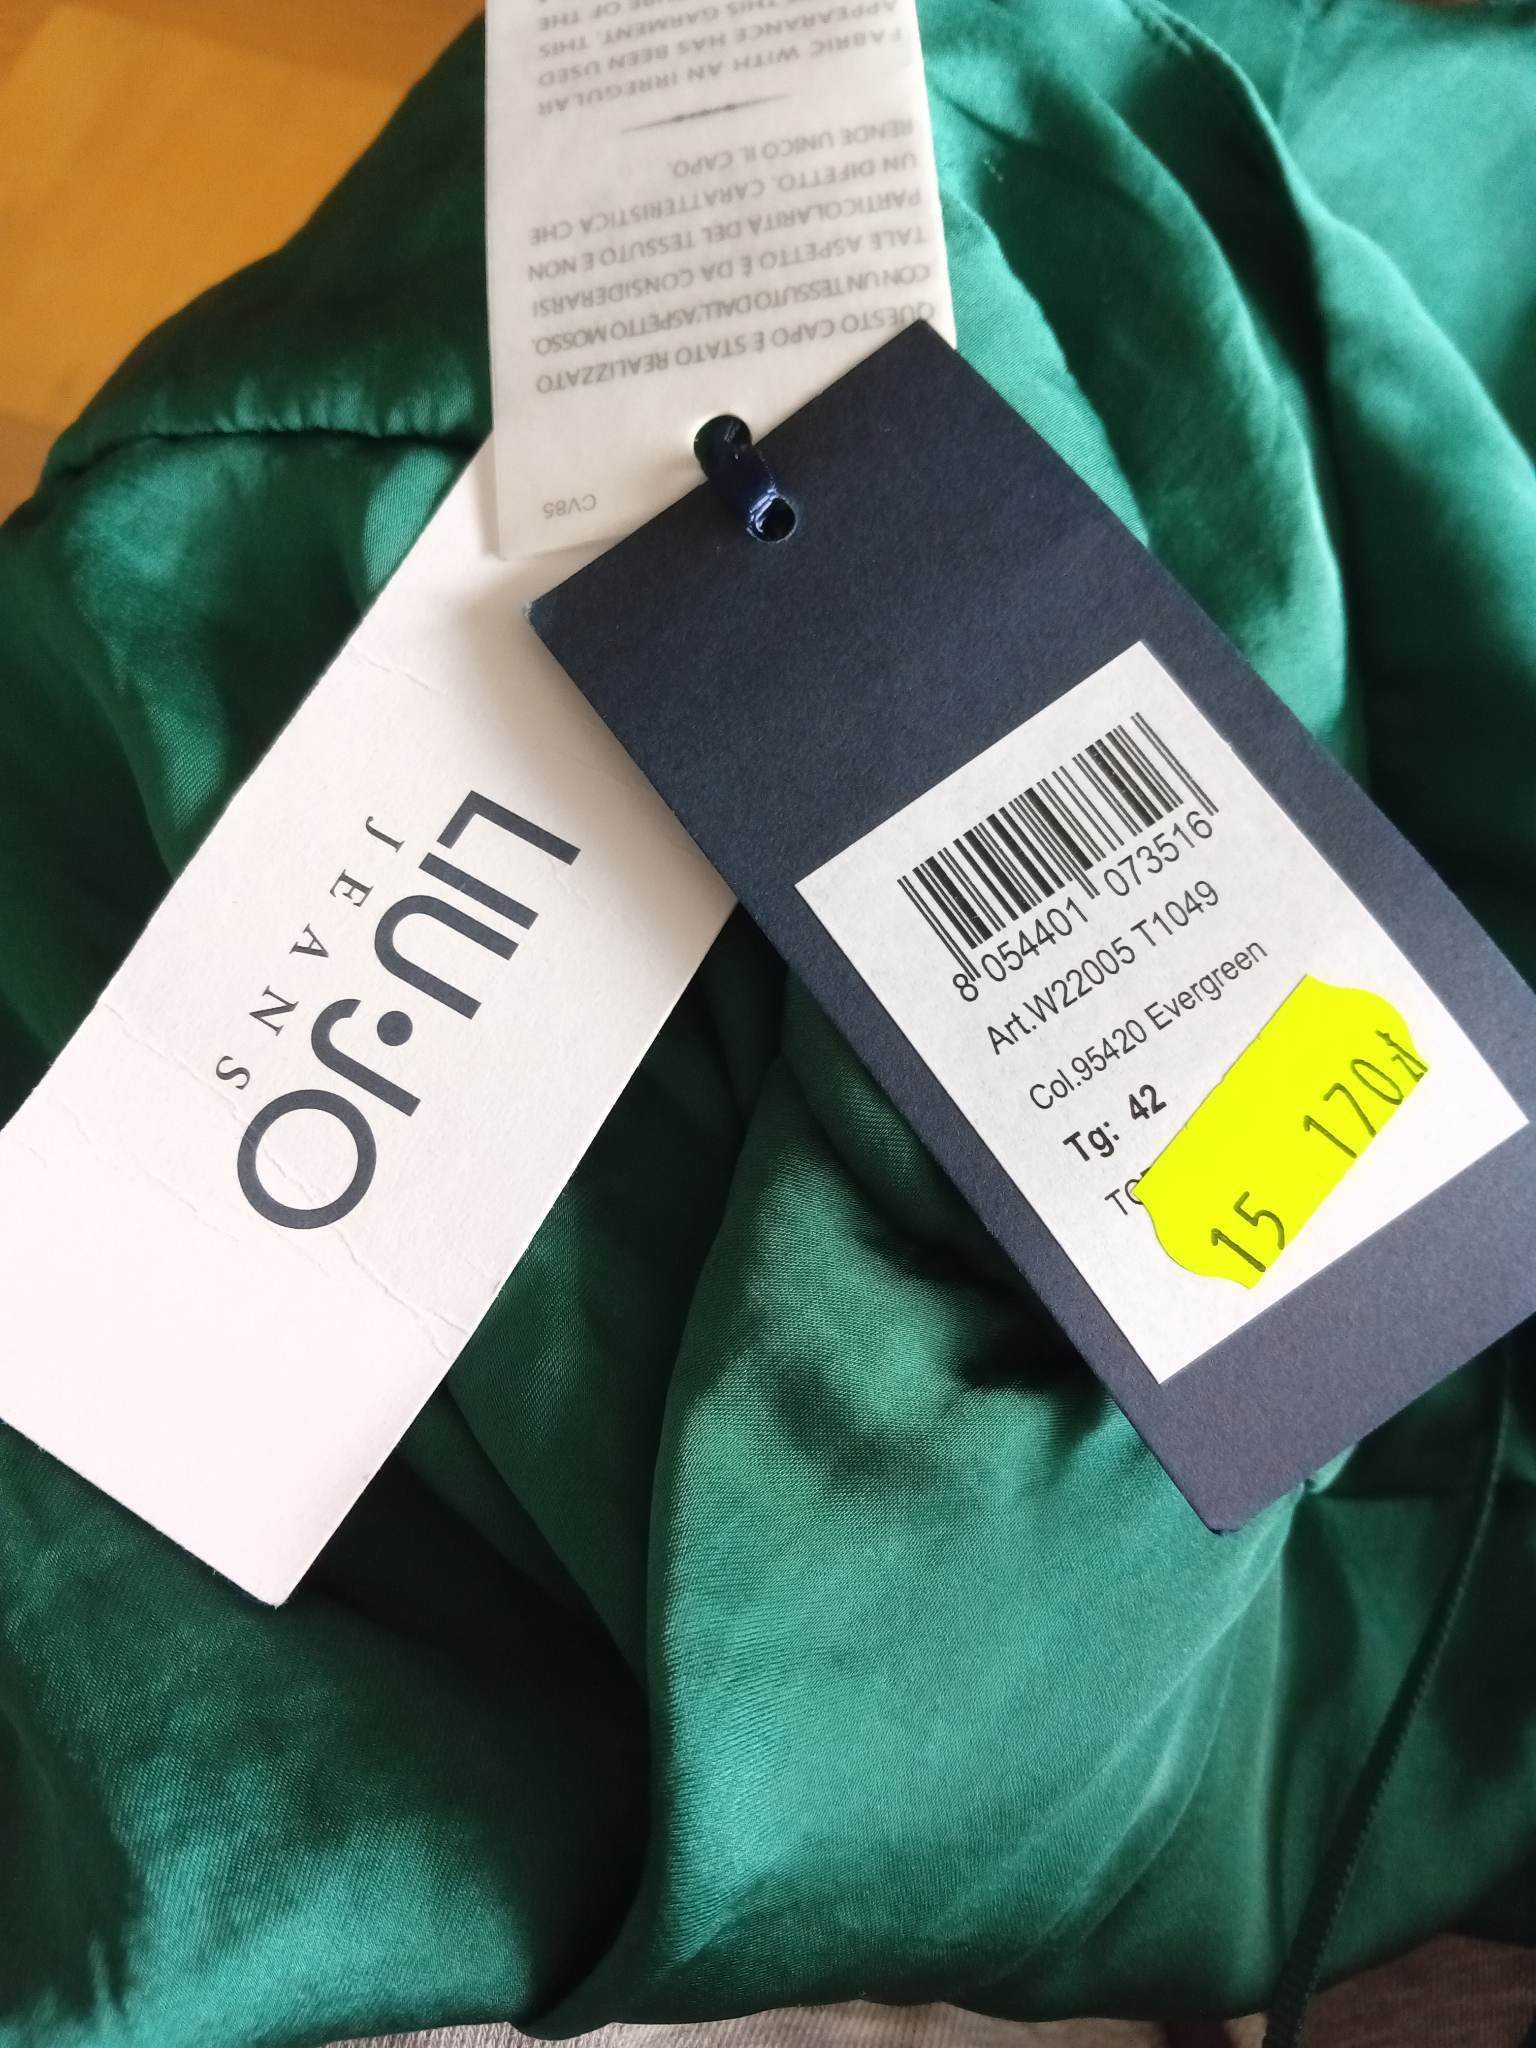 QUESTO CAPO È STATO REALIZZATO
CON UN TESSUTO DALL'ASPETTO MOSSO.
TALE ASPETTO È DA CONSIDERARSI
PARTICOLARITÀ DEL TESSUTO E NON
UN DIFETTO. CARATTERISTICA CHE
RENDE UNICO IL CAPO.
FABRIC WITH AN IRREGULAR
APPEARANCE HAS BEEN USED
THIS GARMENT. THIS
OF THE
CV85
LIU·JO
JEANS
8 054401 073516
Art.W22005 T1049
Col.95420 Evergreen
Tg: 42
15 170zł